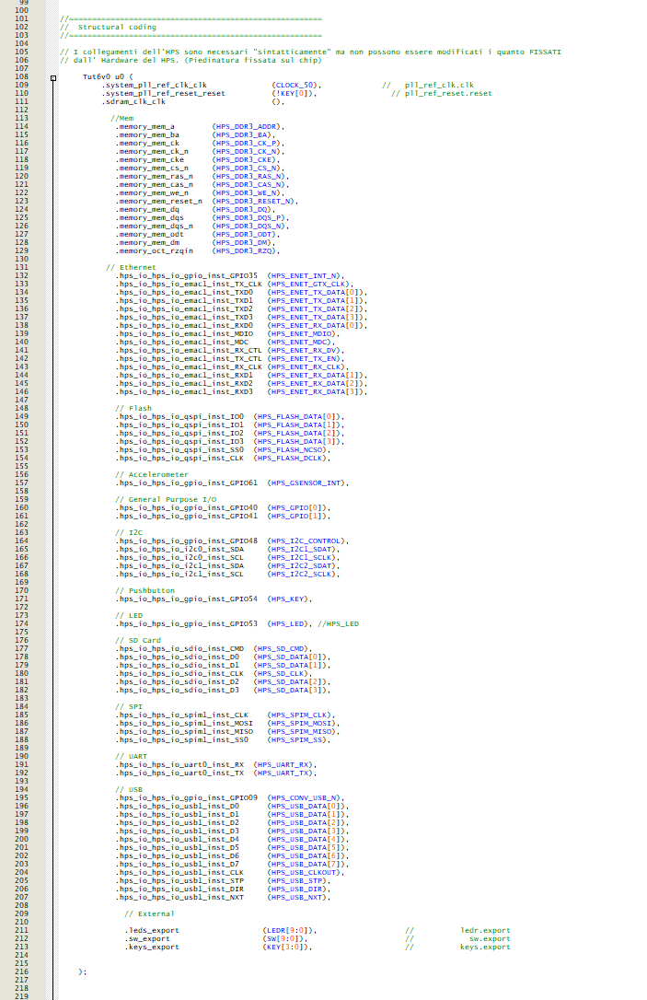 99
100
101 //=======================================================
102 //  Structural coding
103 //=======================================================
104
105 // I collegamenti dell'HPS sono necessari "sintatticamente" ma non possono essere modificati i quanto FISSATI
106 // dall' Hardware del HPS. (Piedinatura fissata sul chip)
107
108 Tut6v0 u0 (
109 .system_pll_ref_clk_clk (CLOCK_50), // pll_ref_clk.clk
110 .system_pll_ref_reset_reset (!KEY[0]), // pll_ref_reset.reset
111 .sdram_clk_clk (),
112
113 //Mem
114 .memory_mem_a (HPS_DDR3_ADDR),
115 .memory_mem_ba (HPS_DDR3_BA),
116 .memory_mem_ck (HPS_DDR3_CK_P),
117 .memory_mem_ck_n (HPS_DDR3_CK_N),
118 .memory_mem_cke (HPS_DDR3_CKE),
119 .memory_mem_cs_n (HPS_DDR3_CS_N),
120 .memory_mem_ras_n (HPS_DDR3_RAS_N),
121 .memory_mem_cas_n (HPS_DDR3_CAS_N),
122 .memory_mem_we_n (HPS_DDR3_WE_N),
123 .memory_mem_reset_n (HPS_DDR3_RESET_N),
124 .memory_mem_dq (HPS_DDR3_DQ),
125 .memory_mem_dqs (HPS_DDR3_DQS_P),
126 .memory_mem_dqs_n (HPS_DDR3_DQS_N),
127 .memory_mem_odt (HPS_DDR3_ODT),
128 .memory_mem_dm (HPS_DDR3_DM),
129 .memory_oct_rzqin (HPS_DDR3_RZQ),
130
131 // Ethernet
132 .hps_io_hps_io_gpio_inst_GPIO35 (HPS_ENET_INT_N),
133 .hps_io_hps_io_emac1_inst_TX_CLK (HPS_ENET_GTX_CLK),
134 .hps_io_hps_io_emac1_inst_TXD0 (HPS_ENET_TX_DATA[0]),
135 .hps_io_hps_io_emac1_inst_TXD1 (HPS_ENET_TX_DATA[1]),
136 .hps_io_hps_io_emac1_inst_TXD2 (HPS_ENET_TX_DATA[2]),
137 .hps_io_hps_io_emac1_inst_TXD3 (HPS_ENET_TX_DATA[3]),
138 .hps_io_hps_io_emac1_inst_RXD0 (HPS_ENET_RX_DATA[0]),
139 .hps_io_hps_io_emac1_inst_MDIO (HPS_ENET_MDIO),
140 .hps_io_hps_io_emac1_inst_MDC (HPS_ENET_MDC),
141 .hps_io_hps_io_emac1_inst_RX_CTL (HPS_ENET_RX_DV),
142 .hps_io_hps_io_emac1_inst_TX_CTL (HPS_ENET_TX_EN),
143 .hps_io_hps_io_emac1_inst_RX_CLK (HPS_ENET_RX_CLK),
144 .hps_io_hps_io_emac1_inst_RXD1 (HPS_ENET_RX_DATA[1]),
145 .hps_io_hps_io_emac1_inst_RXD2 (HPS_ENET_RX_DATA[2]),
146 .hps_io_hps_io_emac1_inst_RXD3 (HPS_ENET_RX_DATA[3]),
147
148 // Flash
149 .hps_io_hps_io_qspi_inst_IO0 (HPS_FLASH_DATA[0]),
150 .hps_io_hps_io_qspi_inst_IO1 (HPS_FLASH_DATA[1]),
151 .hps_io_hps_io_qspi_inst_IO2 (HPS_FLASH_DATA[2]),
152 .hps_io_hps_io_qspi_inst_IO3 (HPS_FLASH_DATA[3]),
153 .hps_io_hps_io_qspi_inst_SS0 (HPS_FLASH_NCSO),
154 .hps_io_hps_io_qspi_inst_CLK (HPS_FLASH_DCLK),
155
156 // Accelerometer
157 .hps_io_hps_io_gpio_inst_GPIO61 (HPS_GSENSOR_INT),
158
159 // General Purpose I/O
160 .hps_io_hps_io_gpio_inst_GPIO40 (HPS_GPIO[0]),
161 .hps_io_hps_io_gpio_inst_GPIO41 (HPS_GPIO[1]),
162
163 // I2C
164 .hps_io_hps_io_gpio_inst_GPIO48 (HPS_I2C_CONTROL),
165 .hps_io_hps_io_i2c0_inst_SDA (HPS_I2C1_SDAT),
166 .hps_io_hps_io_i2c0_inst_SCL (HPS_I2C1_SCLK),
167 .hps_io_hps_io_i2c1_inst_SDA (HPS_I2C2_SDAT),
168 .hps_io_hps_io_i2c1_inst_SCL (HPS_I2C2_SCLK),
169
170 // Pushbutton
171 .hps_io_hps_io_gpio_inst_GPIO54 (HPS_KEY),
172
173 // LED
174 .hps_io_hps_io_gpio_inst_GPIO53 (HPS_LED), //HPS_LED
175
176 // SD Card
177 .hps_io_hps_io_sdio_inst_CMD (HPS_SD_CMD),
178 .hps_io_hps_io_sdio_inst_D0 (HPS_SD_DATA[0]),
179 .hps_io_hps_io_sdio_inst_D1 (HPS_SD_DATA[1]),
180 .hps_io_hps_io_sdio_inst_CLK (HPS_SD_CLK),
181 .hps_io_hps_io_sdio_inst_D2 (HPS_SD_DATA[2]),
182 .hps_io_hps_io_sdio_inst_D3 (HPS_SD_DATA[3]),
183
184 // SPI
185 .hps_io_hps_io_spim1_inst_CLK (HPS_SPIM_CLK),
186 .hps_io_hps_io_spim1_inst_MOSI (HPS_SPIM_MOSI),
187 .hps_io_hps_io_spim1_inst_MISO (HPS_SPIM_MISO),
188 .hps_io_hps_io_spim1_inst_SS0 (HPS_SPIM_SS),
189
190 // UART
191 .hps_io_hps_io_uart0_inst_RX (HPS_UART_RX),
192 .hps_io_hps_io_uart0_inst_TX (HPS_UART_TX),
193
194 // USB
195 .hps_io_hps_io_gpio_inst_GPIO09 (HPS_CONV_USB_N),
196 .hps_io_hps_io_usb1_inst_D0 (HPS_USB_DATA[0]),
197 .hps_io_hps_io_usb1_inst_D1 (HPS_USB_DATA[1]),
198 .hps_io_hps_io_usb1_inst_D2 (HPS_USB_DATA[2]),
199 .hps_io_hps_io_usb1_inst_D3 (HPS_USB_DATA[3]),
200 .hps_io_hps_io_usb1_inst_D4 (HPS_USB_DATA[4]),
201 .hps_io_hps_io_usb1_inst_D5 (HPS_USB_DATA[5]),
202 .hps_io_hps_io_usb1_inst_D6 (HPS_USB_DATA[6]),
203 .hps_io_hps_io_usb1_inst_D7 (HPS_USB_DATA[7]),
204 .hps_io_hps_io_usb1_inst_CLK (HPS_USB_CLKOUT),
205 .hps_io_hps_io_usb1_inst_STP (HPS_USB_STP),
206 .hps_io_hps_io_usb1_inst_DIR (HPS_USB_DIR),
207 .hps_io_hps_io_usb1_inst_NXT (HPS_USB_NXT),
208
209 // External
210
211 .leds_export (LEDR[9:0]), // ledr.export
212 .sw_export (SW[9:0]), // sw.export
213 .keys_export (KEY[3:0]), // keys.export
214
215
216 );
217
218
219